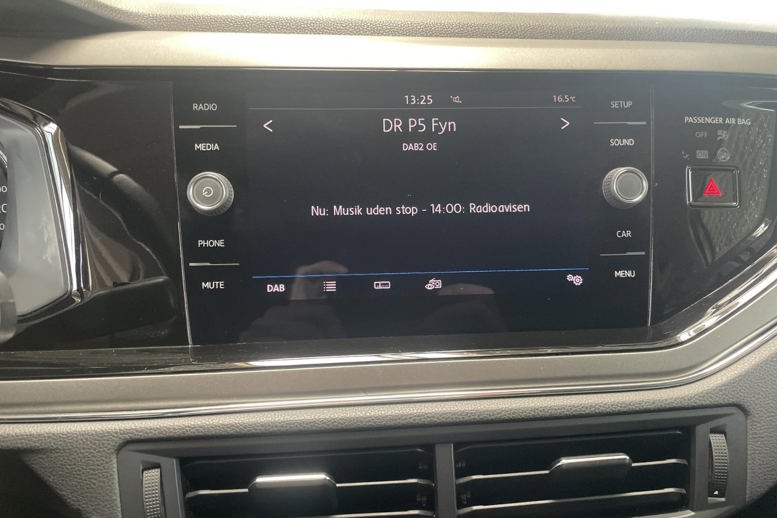 RADIO
MEDIA
PHONE
MUTE
13:25
16.5°C
DR P5 Fyn
DAB2 OE
Nu: Musik uden stop - 14:00: Radioavisen
DAB
SETUP
SOUND
CAR
MENU
PASSENGER AIR BAG
OFF